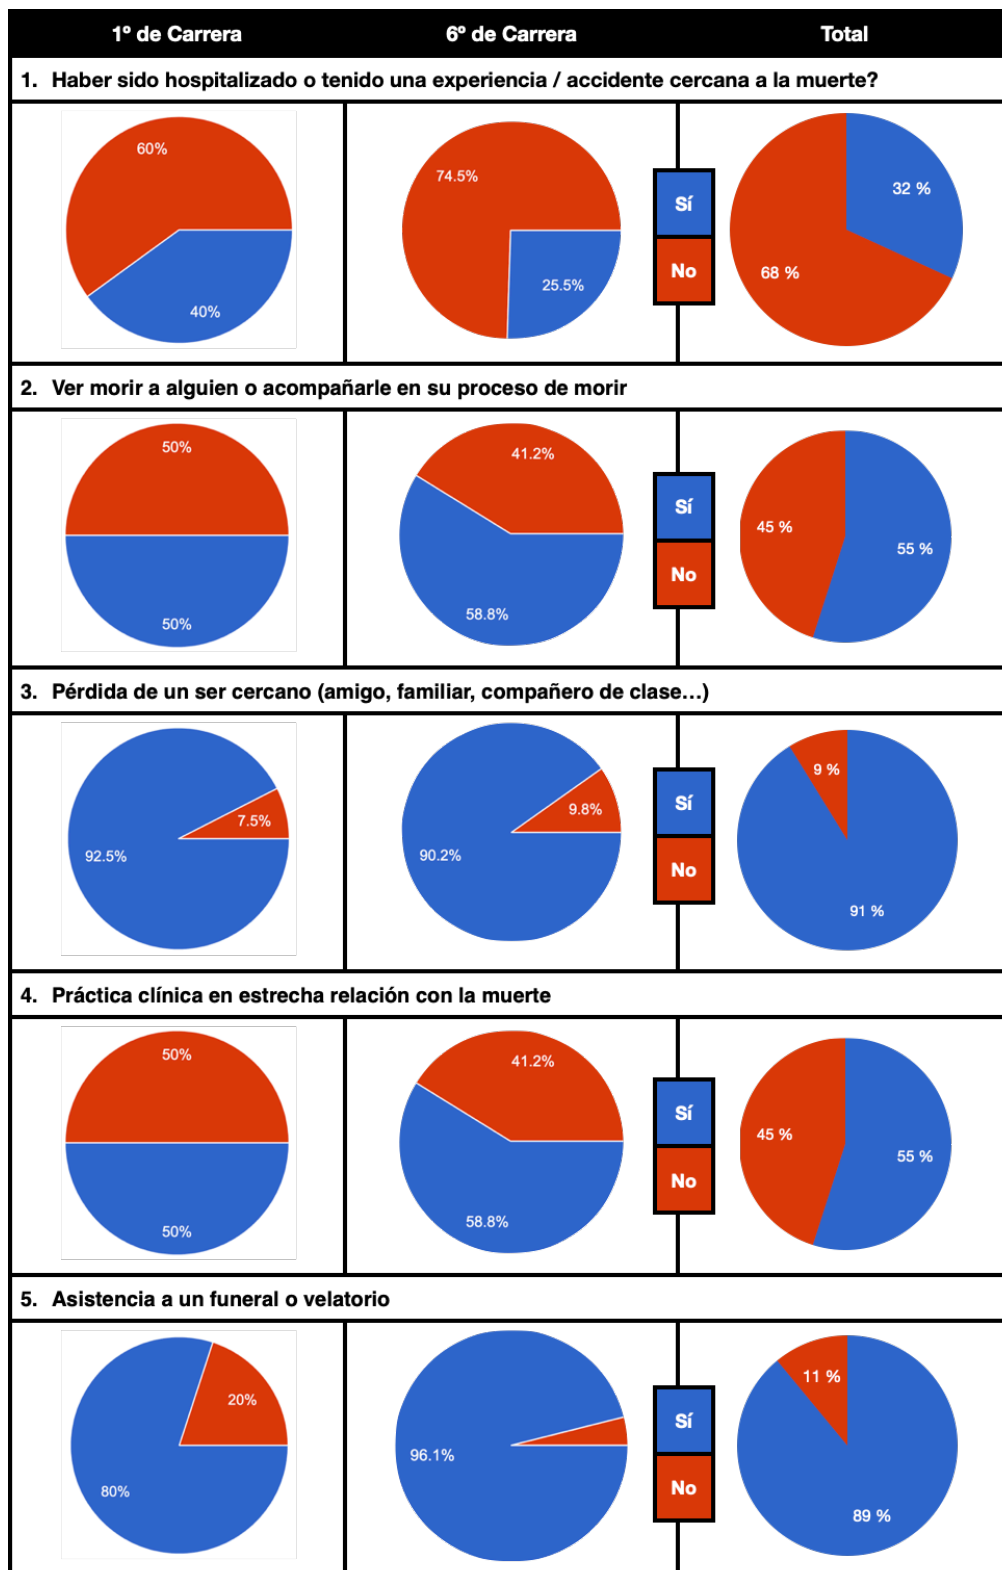 1º de Carrera 6º de Carrera Total
1. Haber sido hospitalizado o tenido una experiencia / accidente cercana a la muerte?
60%
40%
74.5%
25.5%
Sí
No
32 %
68 %
2. Ver morir a alguien o acompañarle en su proceso de morir
50%
50%
41.2%
58.8%
Sí
No
45 %
55 %
3. Pérdida de un ser cercano (amigo, familiar, compañero de clase…)
7.5%
92.5%
9.8%
90.2%
Sí
No
9 %
91 %
4. Práctica clínica en estrecha relación con la muerte
50%
50%
41.2%
58.8%
Sí
No
45 %
55 %
5. Asistencia a un funeral o velatorio
20%
80%
96.1%
Sí
No
11 %
89 %